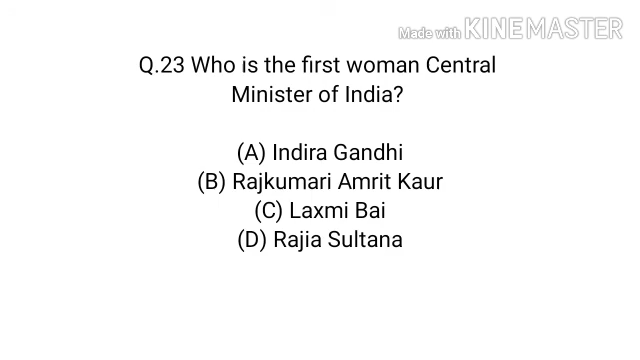 Made with KINEMASTER
Q.23 Who is the first woman Central
Minister of India?
(A) Indira Gandhi
(B) Rajkumari Amrit Kaur
(C) Laxmi Bai
(D) Rajia Sultana